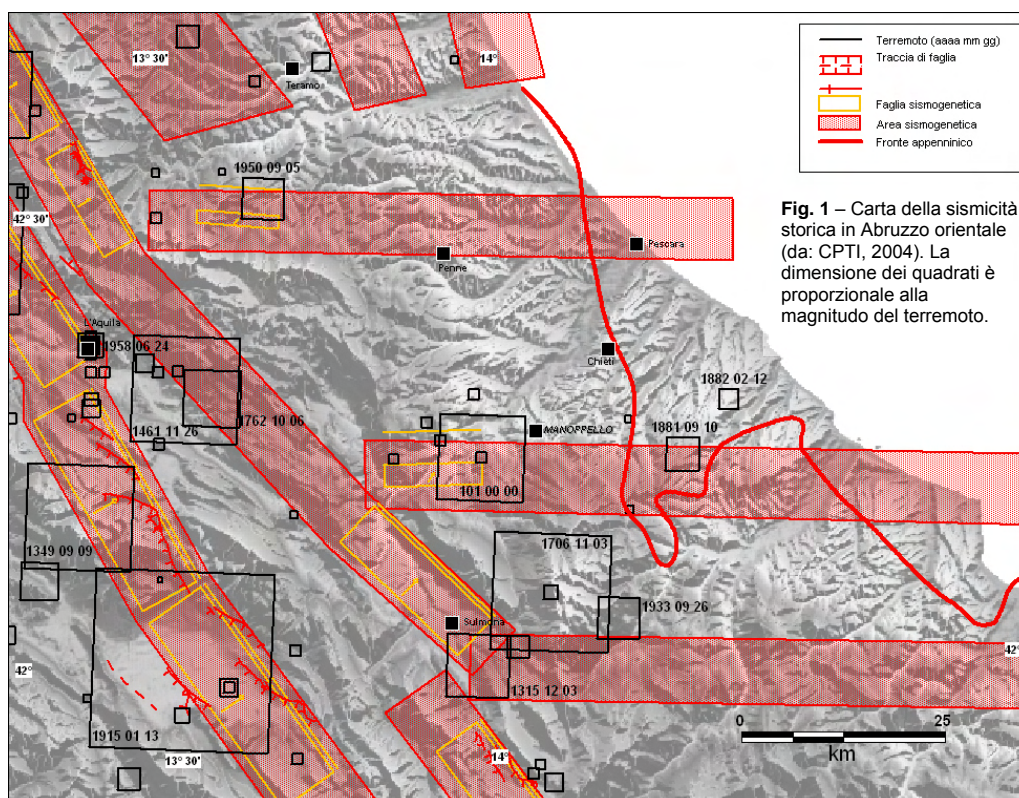 13° 30'
14°
Teramo
Terremoto (aaaa mm gg)
Traccia di faglia
Faglia sismogenetica
Area sismogenetica
Fronte appenninico
Fig. 1 – Carta della sismicità
storica in Abruzzo orientale
(da: CPTI, 2004). La
dimensione dei quadrati è
proporzionale alla
magnitudo del terremoto.
1950 09 05
42° 30'
Pescara
Penne
L'Aquila
1958 06 24
Chieti
1882 02 12
1762 10 06
1461 11 26
MANOPPELLO
1881 09 10
101 00 00
1349 09 09
1706 11 03
1933 09 26
Sulmona
42°
42°
1315 12 03
1915 01 13
13° 30'
14°
0 25
km